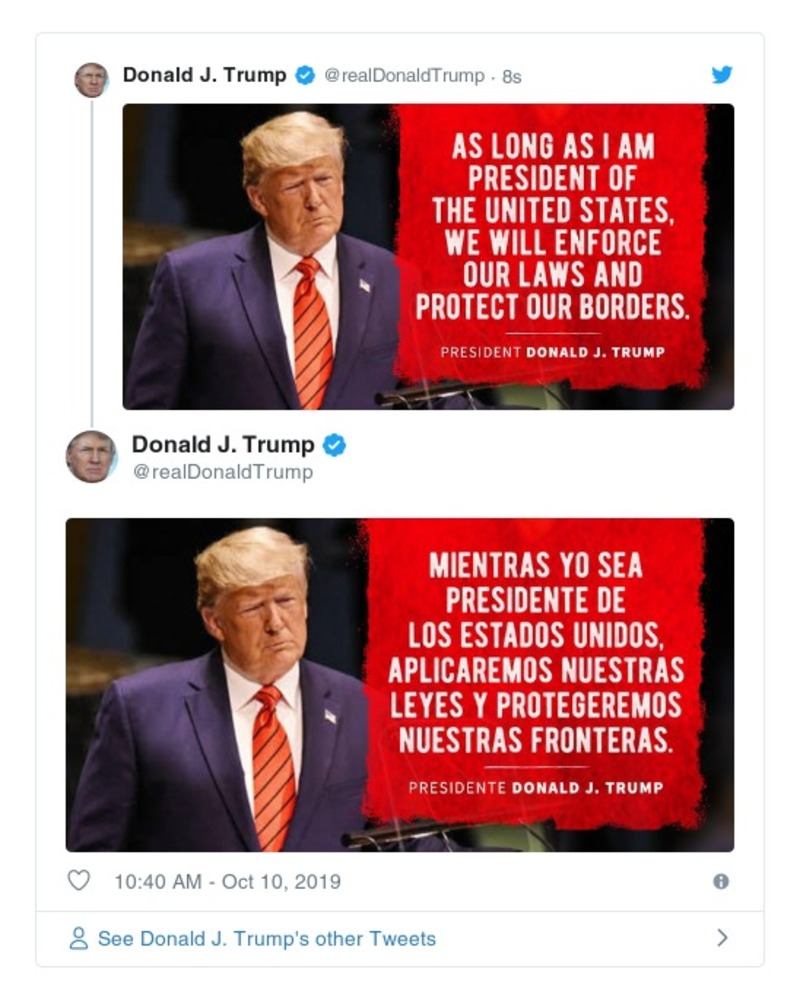 Donald J. Trump @realDonaldTrump · 8s
AS LONG AS I AM
PRESIDENT OF
THE UNITED STATES,
WE WILL ENFORCE
OUR LAWS AND
PROTECT OUR BORDERS.
PRESIDENT DONALD J. TRUMP
Donald J. Trump
@realDonaldTrump
MIENTRAS YO SEA
PRESIDENTE DE
LOS ESTADOS UNIDOS,
APLICAREMOS NUESTRAS
LEYES Y PROTEGEREMOS
NUESTRAS FRONTERAS.
PRESIDENTE DONALD J. TRUMP
10:40 AM - Oct 10, 2019
See Donald J. Trump's other Tweets